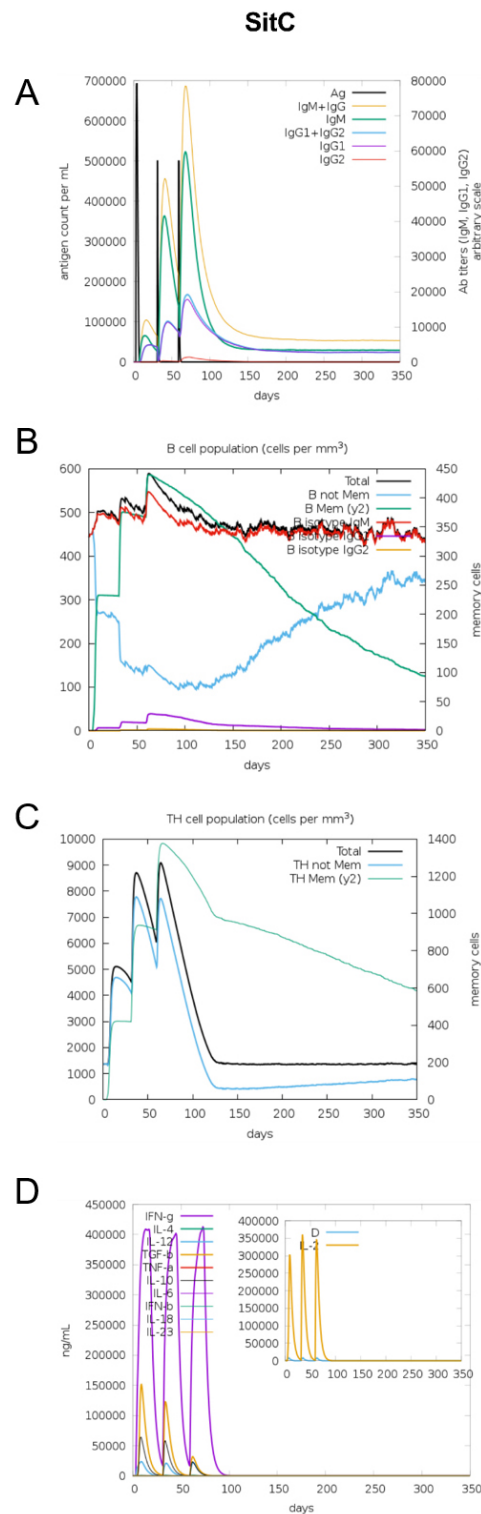 SitC
A
700000
600000
500000
400000
300000
200000
100000
0
antigen count per mL
Ag
IgM+IgG
IgM
IgG1+IgG2
IgG1
IgG2
80000
70000
60000
50000
40000
30000
20000
10000
0
Ab titers (IgM, IgG1, IgG2)
arbitrary scale
0 50 100 150 200 250 300 350
days
B
B cell population (cells per mm³)
600
500
400
300
200
100
0
Total
B not Mem
B Mem (y2)
B isotype IgM
B isotype IgG1
B isotype IgG2
450
400
350
300
250
200
150
100
50
0
memory cells
0 50 100 150 200 250 300 350
days
C
TH cell population (cells per mm³)
10000
9000
8000
7000
6000
5000
4000
3000
2000
1000
0
Total
TH not Mem
TH Mem (y2)
1400
1200
1000
800
600
400
200
0
memory cells
0 50 100 150 200 250 300 350
days
D
450000
400000
350000
300000
250000
200000
150000
100000
50000
0
ng/mL
IFN-g
IL-4
IL-12
TGF-b
TNF-a
IL-10
IL-6
IFN-b
IL-18
IL-23
400000
350000
300000
250000
200000
150000
100000
50000
0
D
IL-2
0 50 100 150 200 250 300 350
0 50 100 150 200 250 300 350
days